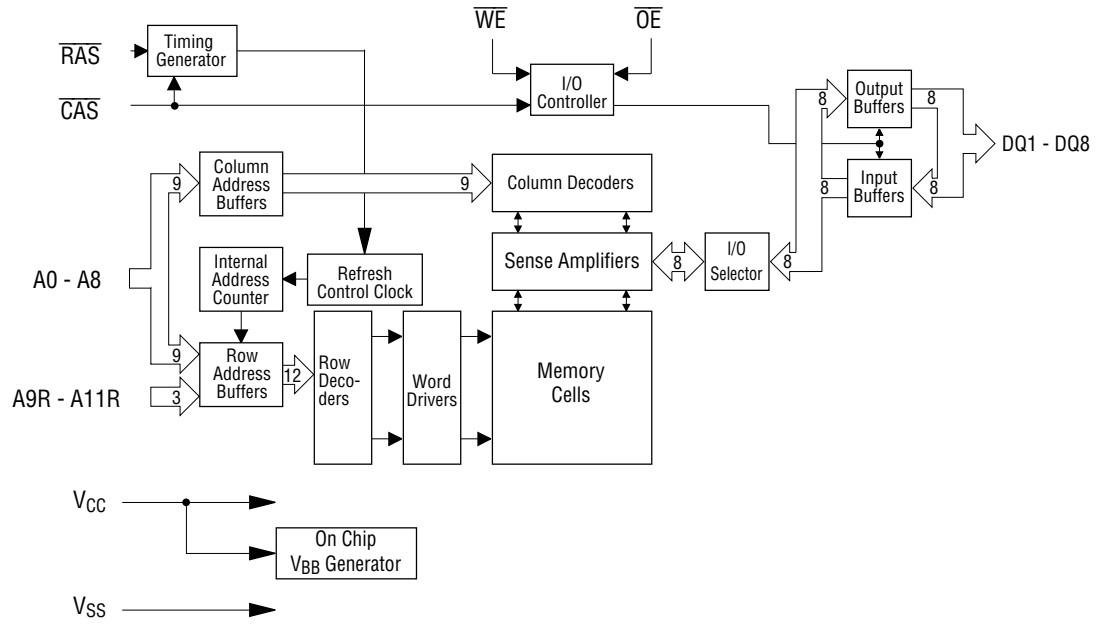 WE
OE
RAS
Timing
Generator
CAS
I/O
Controller
8
Output
Buffers
8
DQ1 - DQ8
8
Input
Buffers
8
9
Column
Address
Buffers
9
Column Decoders
A0 - A8
Internal
Address
Counter
Refresh
Control Clock
Sense Amplifiers
8
I/O
Selector
8
9
Row
Address
Buffers
12
Row
Deco-
ders
Word
Drivers
Memory
Cells
A9R - A11R
3
VCC
On Chip
VBB Generator
VSS